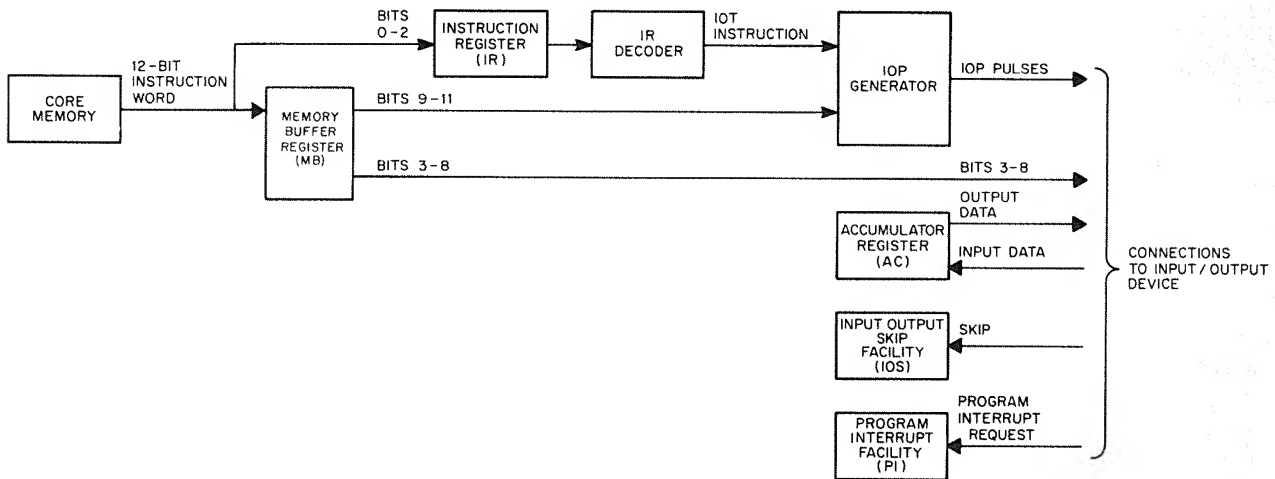 BITS
0-2
INSTRUCTION
REGISTER
(IR)
IR
DECODER
IOT
INSTRUCTION
IOP
GENERATOR
IOP PULSES
12-BIT
INSTRUCTION
WORD
CORE
MEMORY
MEMORY
BUFFER
REGISTER
(MB)
BITS 9-11
BITS 3-8
BITS 3-8
OUTPUT
DATA
ACCUMULATOR
REGISTER
(AC)
INPUT DATA
CONNECTIONS
TO INPUT/OUTPUT
DEVICE
INPUT OUTPUT
SKIP
FACILITY
(IOS)
SKIP
PROGRAM
INTERRUPT
FACILITY
(PI)
PROGRAM
INTERRUPT
REQUEST